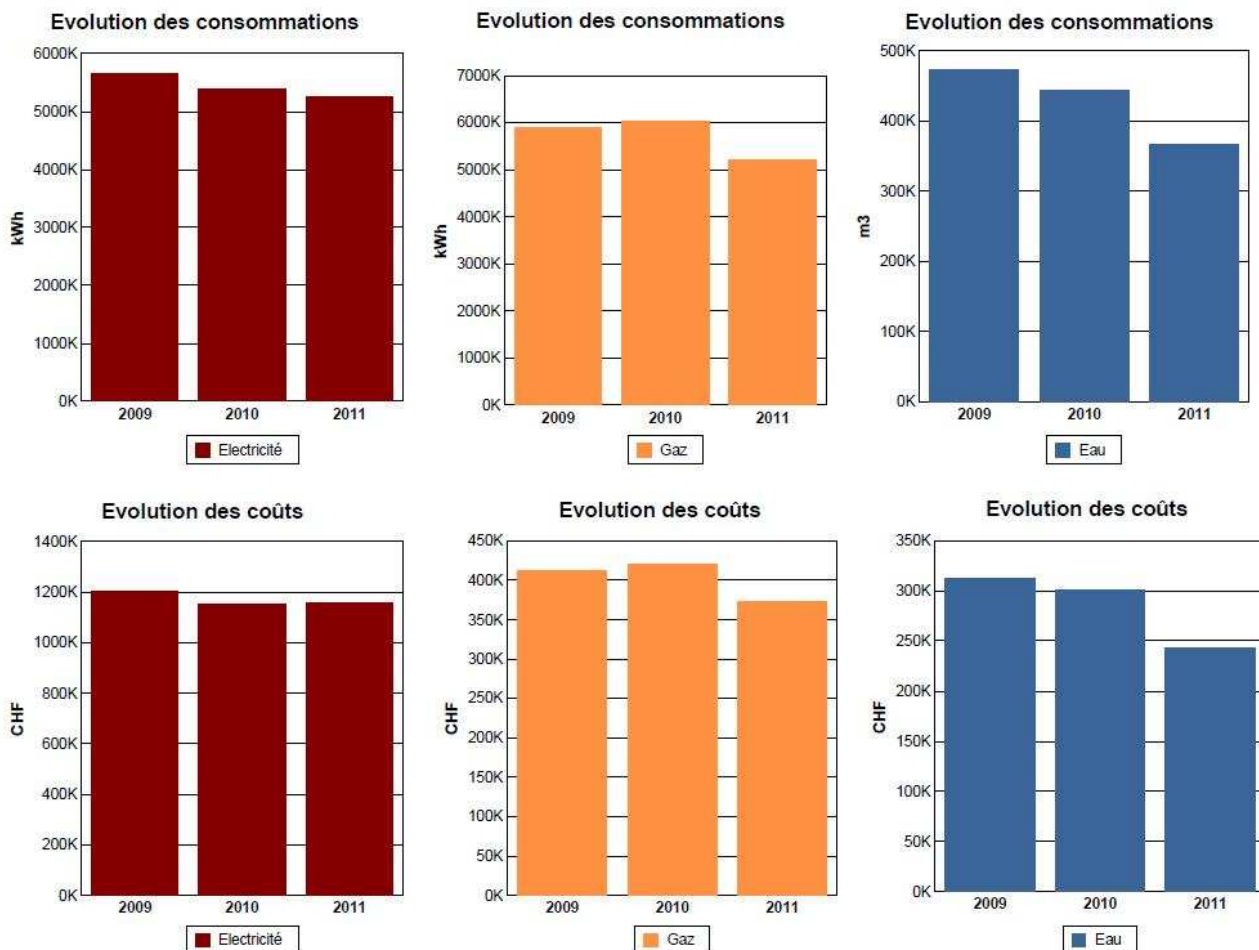 Evolution des consommations
6000K
5000K
4000K
3000K
2000K
1000K
0K
kWh
2009 2010 2011
Electricité
Evolution des consommations
7000K
6000K
5000K
4000K
3000K
2000K
1000K
0K
kWh
2009 2010 2011
Gaz
Evolution des consommations
500K
400K
300K
200K
100K
0K
m3
2009 2010 2011
Eau
Evolution des coûts
1400K
1200K
1000K
800K
600K
400K
200K
0K
CHF
2009 2010 2011
Electricité
Evolution des coûts
450K
400K
350K
300K
250K
200K
150K
100K
50K
0K
CHF
2009 2010 2011
Gaz
Evolution des coûts
350K
300K
250K
200K
150K
100K
50K
0K
CHF
2009 2010 2011
Eau